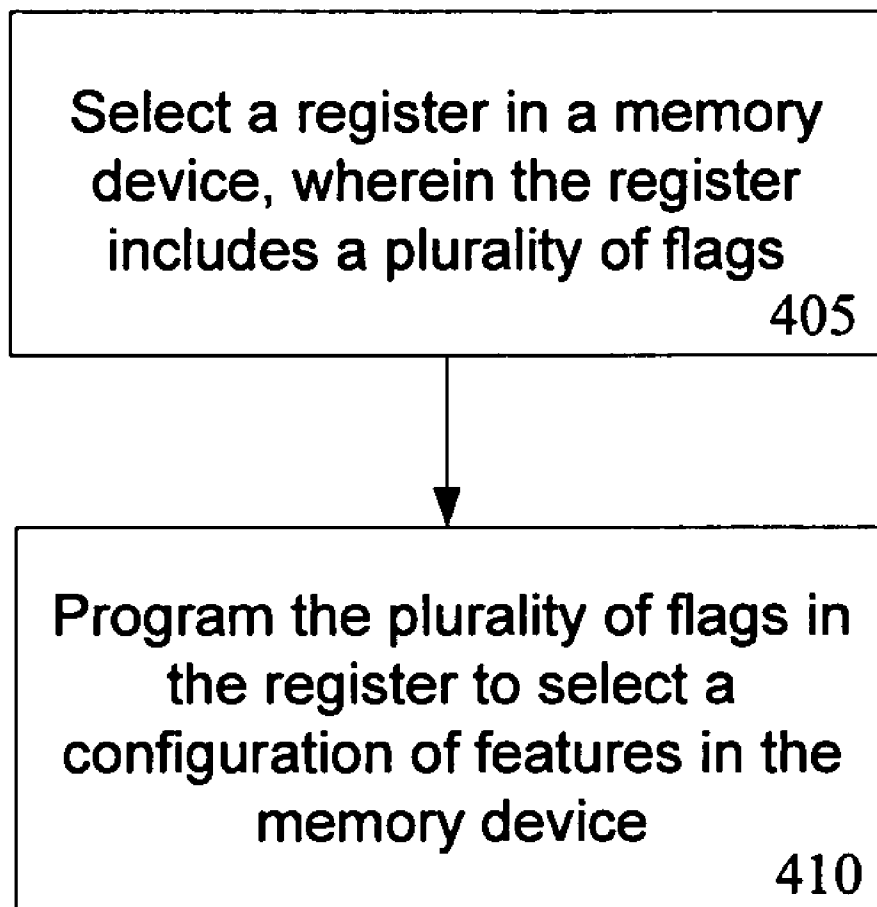 Select a register in a memory
device, wherein the register
includes a plurality of flags
405
Program the plurality of flags in
the register to select a
configuration of features in the
memory device
410